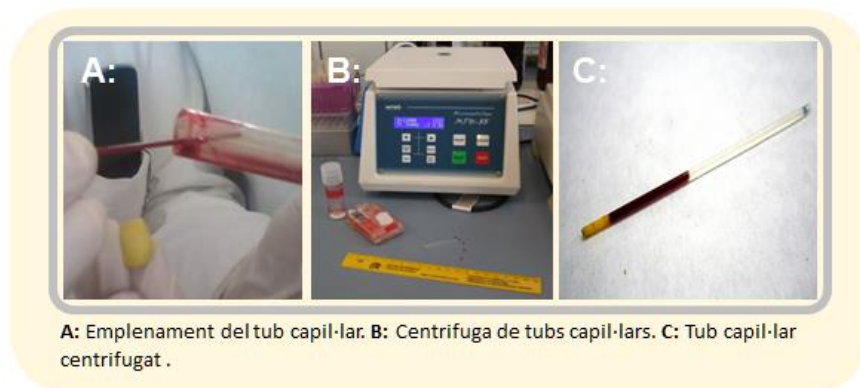 A:
B:
C:
A: Emplenament del tub capil·lar. B: Centrifuga de tubs capil·lars. C: Tub capil·lar
centrifugat .